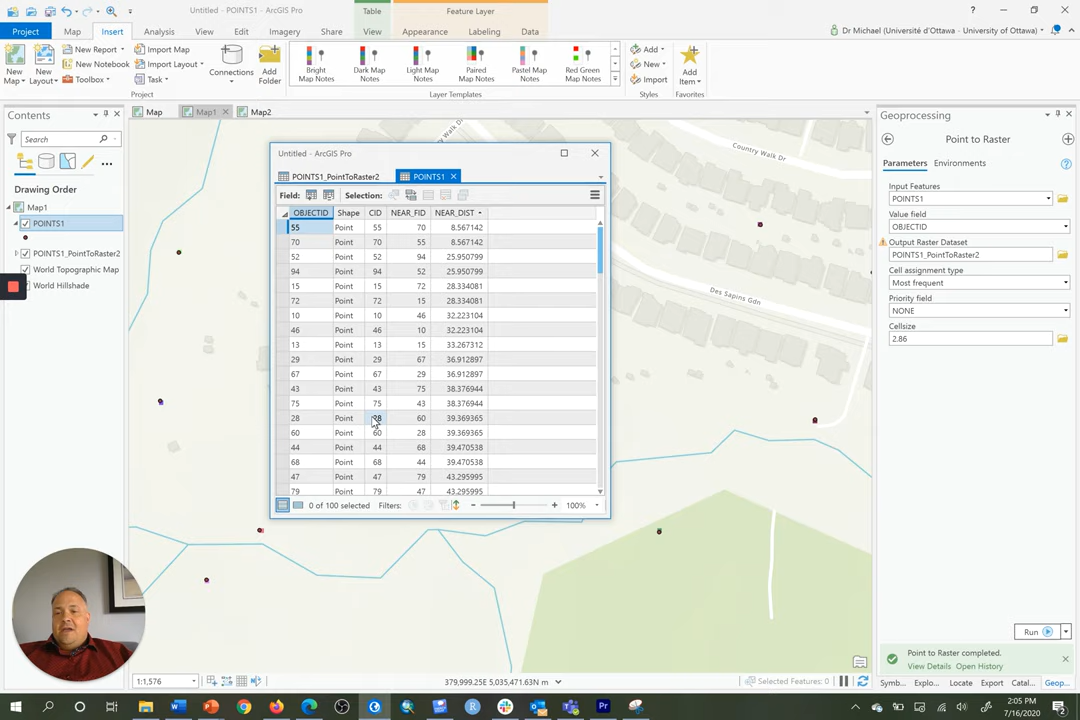 Untitled - POINTS1 - ArcGIS Pro
Table
Feature Layer
Project Map Insert Analysis View Edit Imagery Share View Appearance Labeling Data
Dr Michael (Université d'Ottawa - University of Ottawa)
New Map
New Layout
New Report
New Notebook
Toolbox
Import Map
Import Layout
Task
Connections
Add Folder
Bright Map Notes
Dark Map Notes
Light Map Notes
Paired Map Notes
Pastel Map Notes
Red Green Map Notes
Add
New
Import
Add Item
Project
Layer Templates
Styles
Favorites
Contents
Search
Drawing Order
Map1
POINTS1
POINTS1_PointToRaster2
World Topographic Map
World Hillshade
Map Map1 Map2
Country Walk Dr
Des Sapins Gdn
Untitled - ArcGIS Pro
POINTS1_PointToRaster2 POINTS1
Field: Selection:
OBJECTID Shape CID NEAR_FID NEAR_DIST
55 Point 55 70 8.567142
70 Point 70 55 8.567142
52 Point 52 94 25.950799
94 Point 94 52 25.950799
15 Point 15 72 28.334081
72 Point 72 15 28.334081
10 Point 10 46 32.223104
46 Point 46 10 32.223104
13 Point 13 15 33.267312
29 Point 29 67 36.912897
67 Point 67 29 36.912897
43 Point 43 75 38.376944
75 Point 75 43 38.376944
28 Point 28 60 39.369365
60 Point 60 28 39.369365
44 Point 44 68 39.470538
68 Point 68 44 39.470538
47 Point 47 79 43.295995
79 Point 79 47 43.295995
0 of 100 selected Filters: 100%
Geoprocessing
Point to Raster
Parameters Environments
Input Features
POINTS1
Value field
OBJECTID
Output Raster Dataset
POINTS1_PointToRaster2
Cell assignment type
Most frequent
Priority field
NONE
Cellsize
2.86
Run
Point to Raster completed.
View Details Open History
1:1,576
379,999.25E 5,035,471.63N m
Selected Features: 0
Symb... Explo... Locate Export Catal... Geop...
2:05 PM
7/16/2020